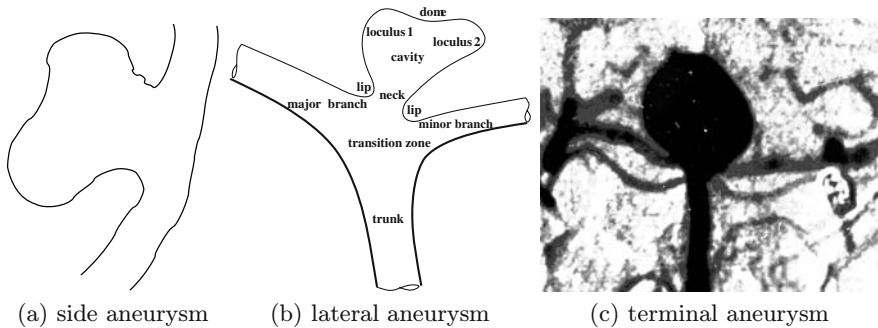 dome
loculus 1
loculus 2
cavity
lip
neck
major branch
lip
minor branch
transition zone
trunk
(a) side aneurysm
(b) lateral aneurysm
(c) terminal aneurysm